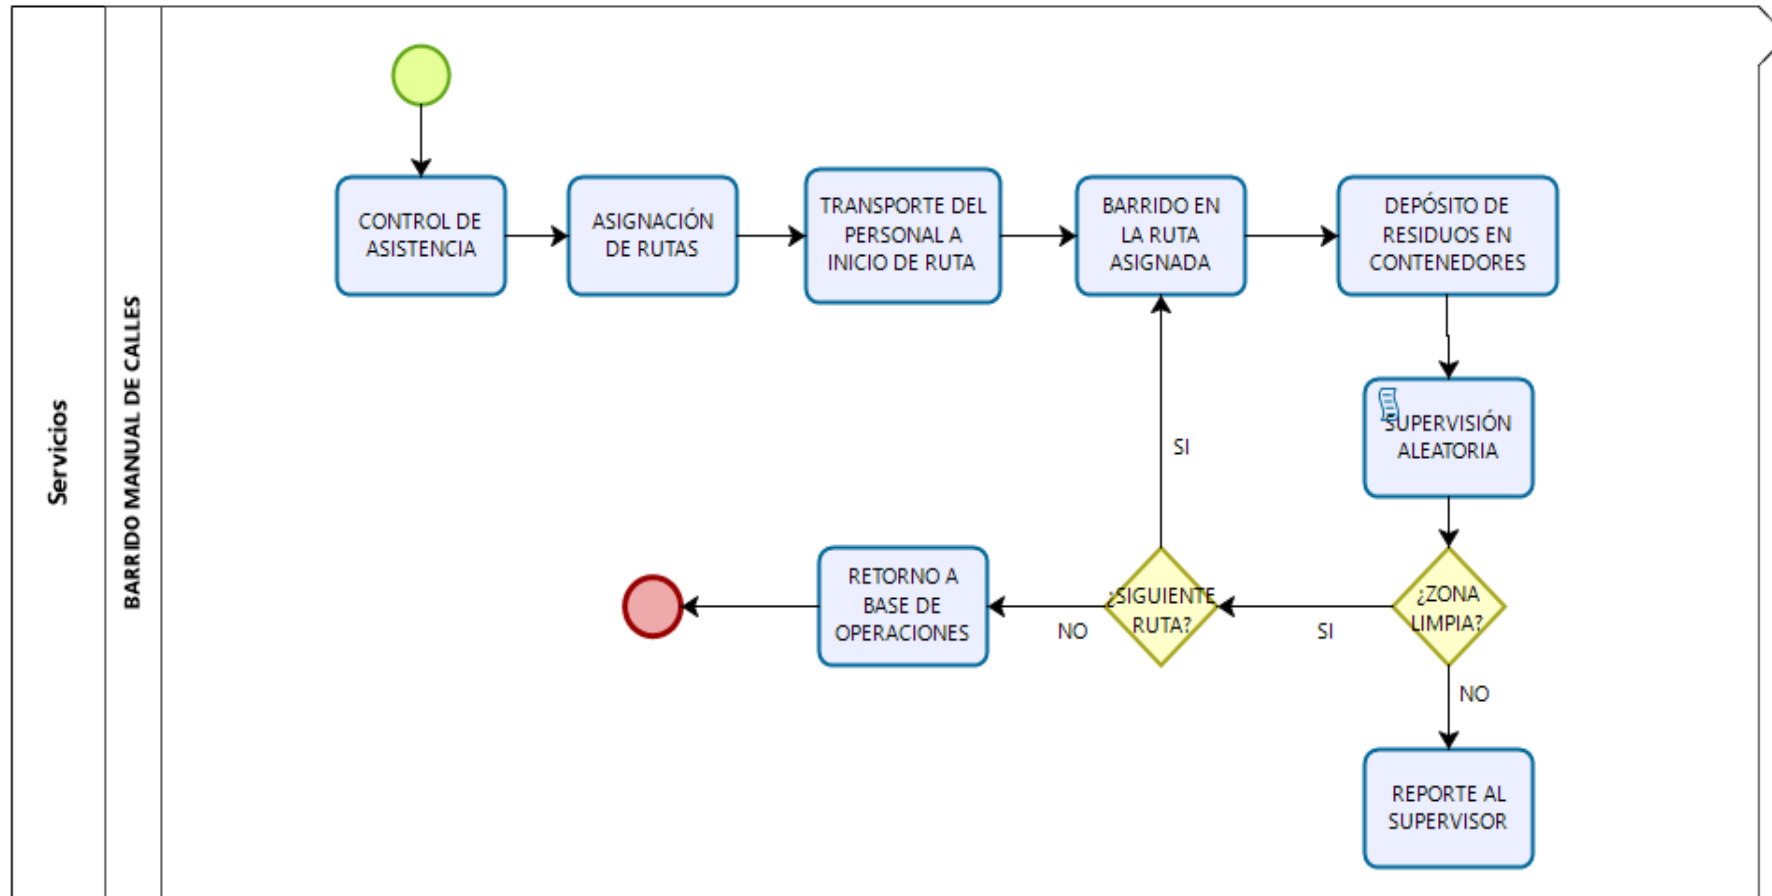 Servicios
BARRIDO MANUAL DE CALLES
CONTROL DE
ASISTENCIA
ASIGNACIÓN
DE RUTAS
TRANSPORTE DEL
PERSONAL A
INICIO DE RUTA
BARRIDO EN
LA RUTA
ASIGNADA
DEPÓSITO DE
RESIDUOS EN
CONTENEDORES
SUPERVISIÓN
ALEATORIA
SI
RETORNO A
BASE DE
OPERACIONES
NO
¿SIGUIENTE
RUTA?
SI
¿ZONA
LIMPIA?
NO
REPORTE AL
SUPERVISOR